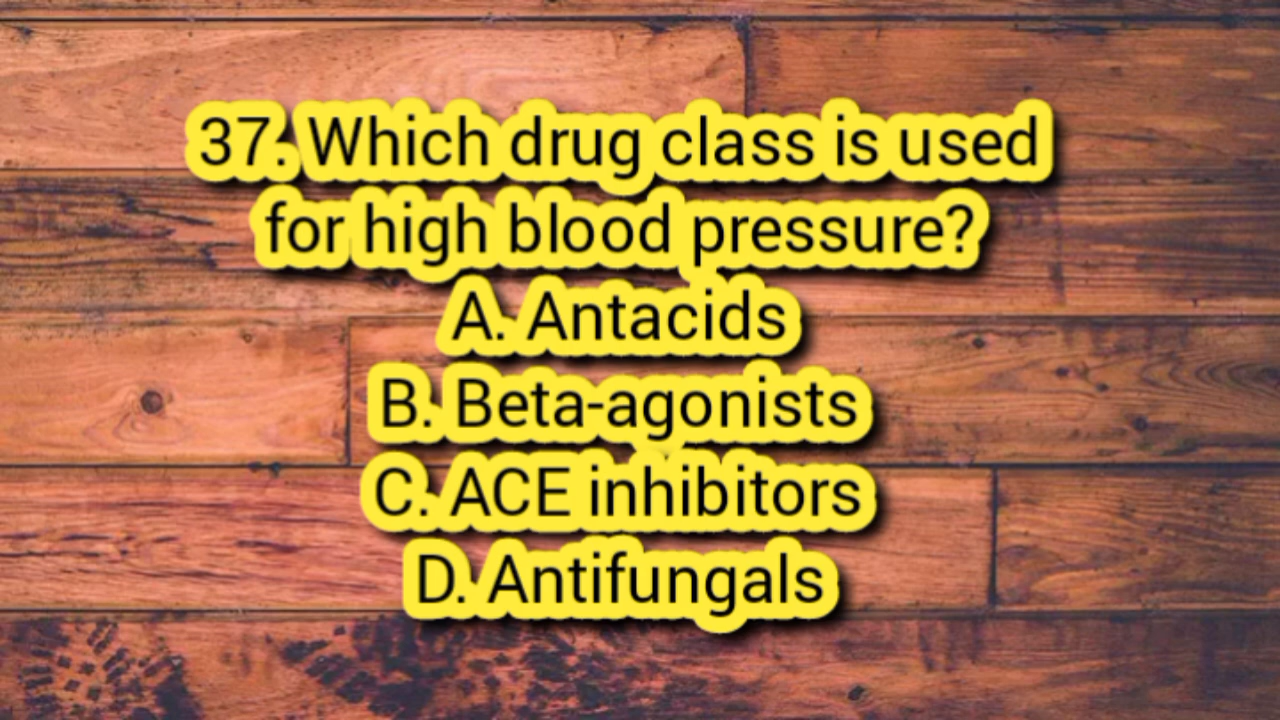 37. Which drug class is used
for high blood pressure?
A. Antacids
B. Beta-agonists
C. ACE inhibitors
D. Antifungals